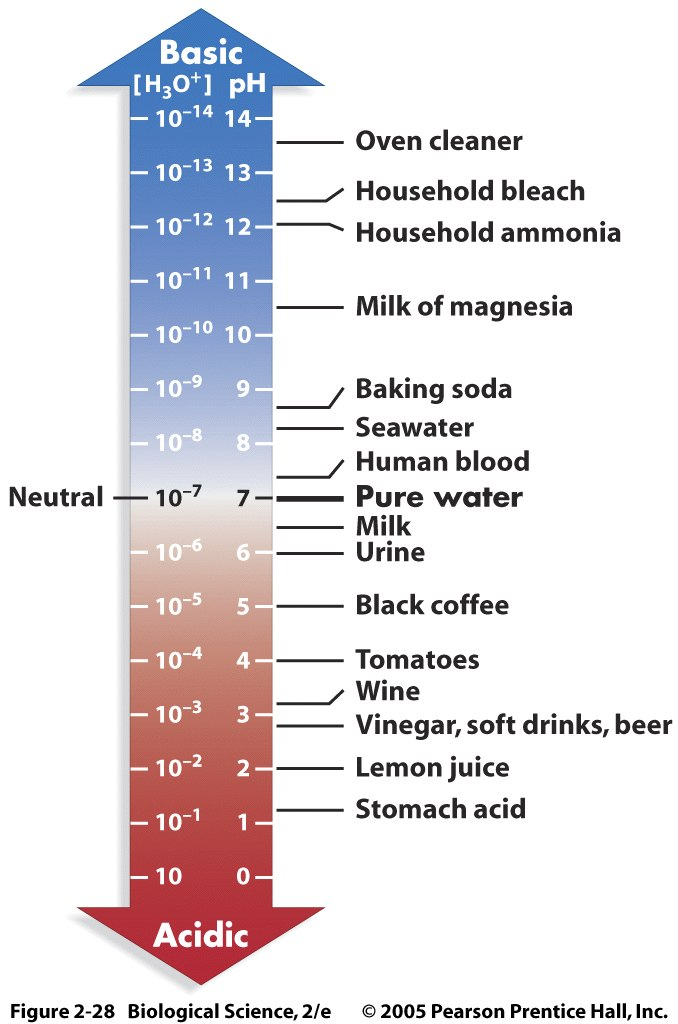 Basic
[H₃O⁺] pH
10⁻¹⁴ 14
Oven cleaner
10⁻¹³ 13
Household bleach
10⁻¹² 12
Household ammonia
10⁻¹¹ 11
Milk of magnesia
10⁻¹⁰ 10
10⁻⁹ 9
Baking soda
Seawater
10⁻⁸ 8
Human blood
Neutral 10⁻⁷ 7 Pure water
Milk
10⁻⁶ 6 Urine
10⁻⁵ 5 Black coffee
10⁻⁴ 4 Tomatoes
Wine
10⁻³ 3
Vinegar, soft drinks, beer
10⁻² 2 Lemon juice
Stomach acid
10⁻¹ 1
10 0
Acidic
Figure 2-28 Biological Science, 2/e © 2005 Pearson Prentice Hall, Inc.